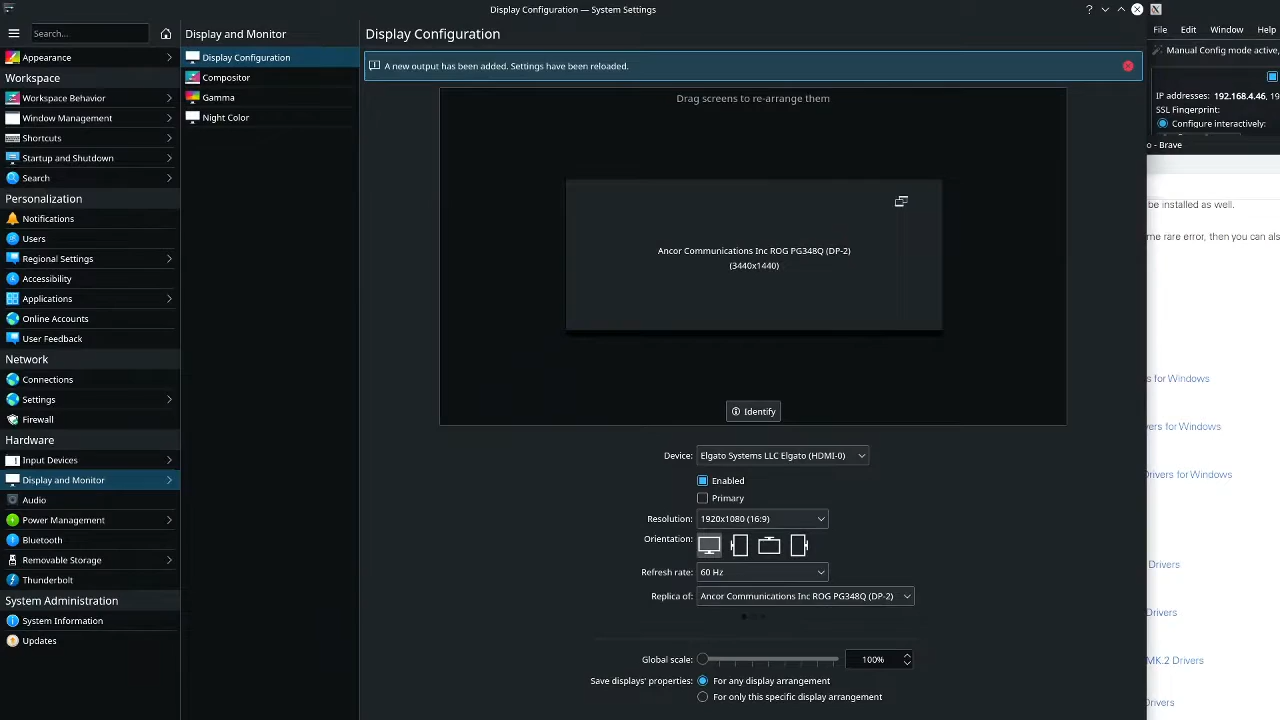 Display Configuration — System Settings
?
File Edit Window Help
Search...
Display and Monitor
Display Configuration
Manual Config mode active,
Appearance
Display Configuration
A new output has been added. Settings have been reloaded.
Workspace
Compositor
Workspace Behavior
Gamma
Drag screens to re-arrange them
IP addresses: 192.168.4.46, 19
SSL Fingerprint:
Window Management
Night Color
Configure interactively:
Shortcuts
o - Brave
Startup and Shutdown
Search
Personalization
be installed as well.
Notifications
Users
me rare error, then you can als
Ancor Communications Inc ROG PG348Q (DP-2)
(3440x1440)
Regional Settings
Accessibility
Applications
Online Accounts
User Feedback
Network
Connections
s for Windows
Settings
Identify
Firewall
vers for Windows
Hardware
Input Devices
Device: Elgato Systems LLC Elgato (HDMI-0)
Display and Monitor
Enabled
Drivers for Windows
Audio
Primary
Power Management
Resolution: 1920x1080 (16:9)
Bluetooth
Orientation:
Removable Storage
Drivers
Thunderbolt
Refresh rate: 60 Hz
System Administration
Replica of: Ancor Communications Inc ROG PG348Q (DP-2)
System Information
Drivers
Updates
Global scale: 100%
MK.2 Drivers
Save displays' properties: For any display arrangement
For only this specific display arrangement
Drivers